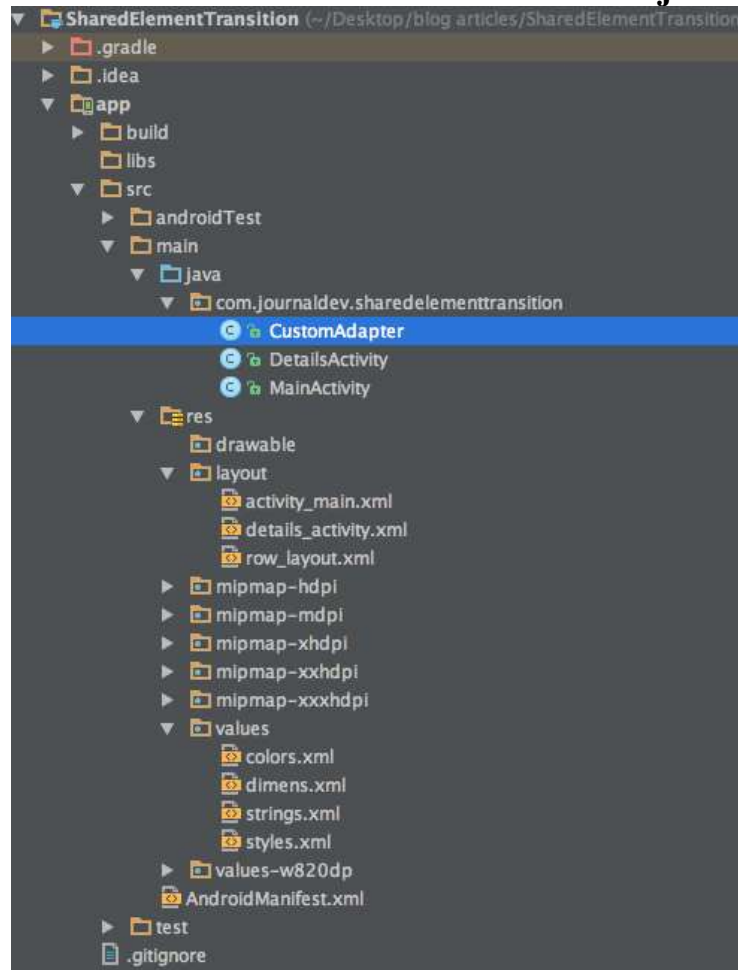 SharedElementTransition (~/Desktop/blog articles/SharedElementTransition
.gradle
.idea
app
build
libs
src
androidTest
main
java
com.journaldev.sharedelementtransition
CustomAdapter
DetailsActivity
MainActivity
res
drawable
layout
activity_main.xml
details_activity.xml
row_layout.xml
mipmap-hdpi
mipmap-mdpi
mipmap-xhdpi
mipmap-xxhdpi
mipmap-xxxhdpi
values
colors.xml
dimens.xml
strings.xml
styles.xml
values-w820dp
AndroidManifest.xml
test
.gitignore